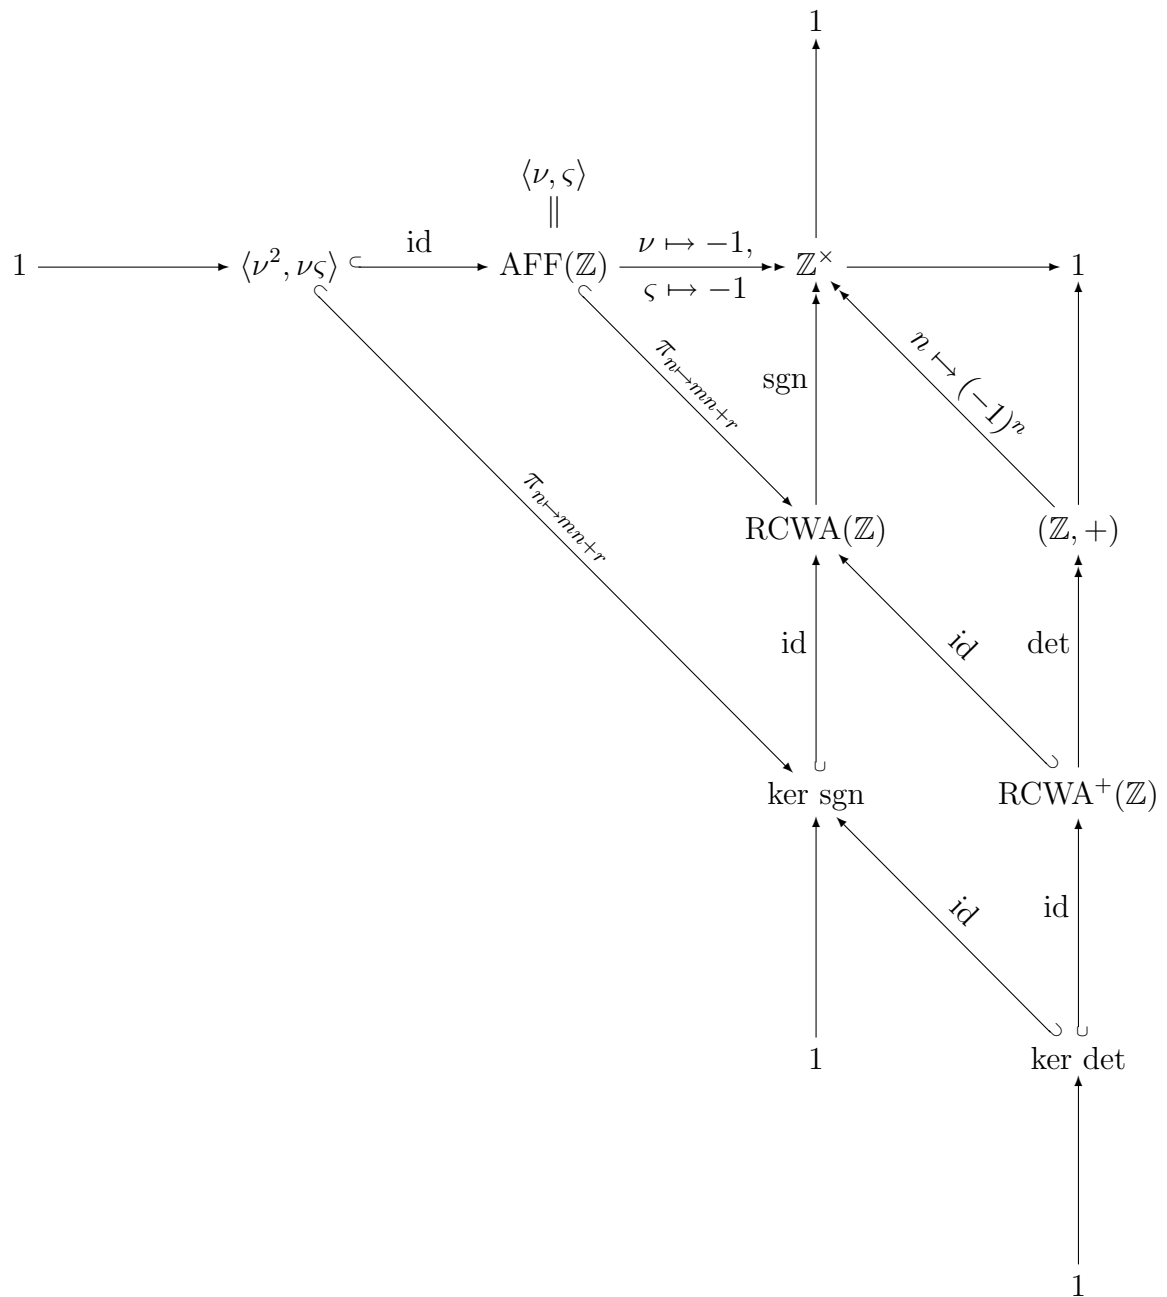 1
⟨ν, ς⟩
||
1 ⟨ν², νς⟩ id AFF(ℤ) ν ↦ −1, ς ↦ −1 ℤ× 1
π_{n↦mn+r} sgn n ↦ (−1)ⁿ
π_{n↦mn+r} RCWA(ℤ) (ℤ, +)
id id det
ker sgn RCWA⁺(ℤ)
id id
1 ker det
1